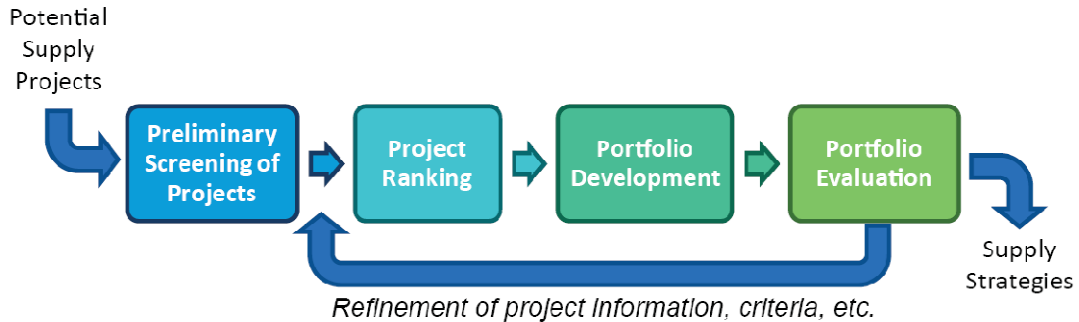 Potential
Supply
Projects
Preliminary
Screening of
Projects
Project
Ranking
Portfolio
Development
Portfolio
Evaluation
Supply
Strategies
Refinement of project information, criteria, etc.